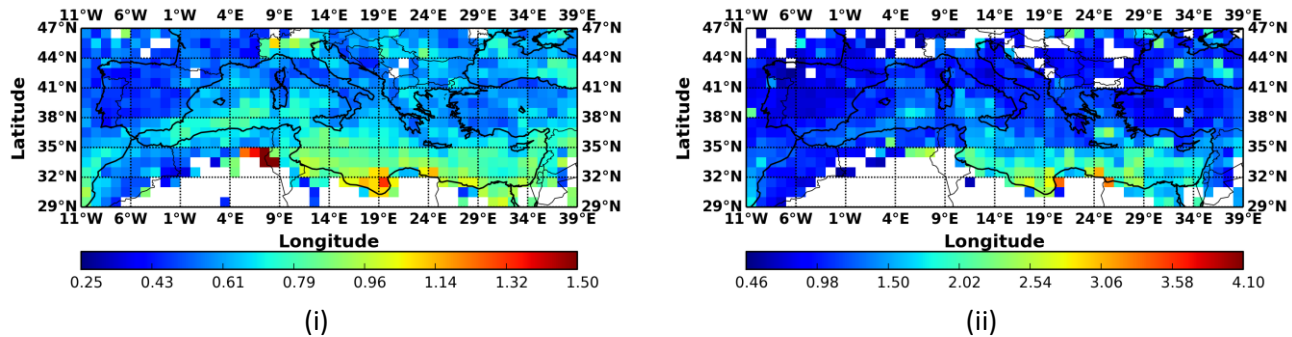 11°W 6°W 1°W 4°E 9°E 14°E 19°E 24°E 29°E 34°E 39°E
47°N 47°N
44°N 44°N
41°N 41°N
38°N 38°N
35°N 35°N
32°N 32°N
29°N 29°N
Latitude
11°W 6°W 1°W 4°E 9°E 14°E 19°E 24°E 29°E 34°E 39°E
Longitude
0.25 0.43 0.61 0.79 0.96 1.14 1.32 1.50
(i)
11°W 6°W 1°W 4°E 9°E 14°E 19°E 24°E 29°E 34°E 39°E
47°N 47°N
44°N 44°N
41°N 41°N
38°N 38°N
35°N 35°N
32°N 32°N
29°N 29°N
Latitude
11°W 6°W 1°W 4°E 9°E 14°E 19°E 24°E 29°E 34°E 39°E
Longitude
0.46 0.98 1.50 2.02 2.54 3.06 3.58 4.10
(ii)